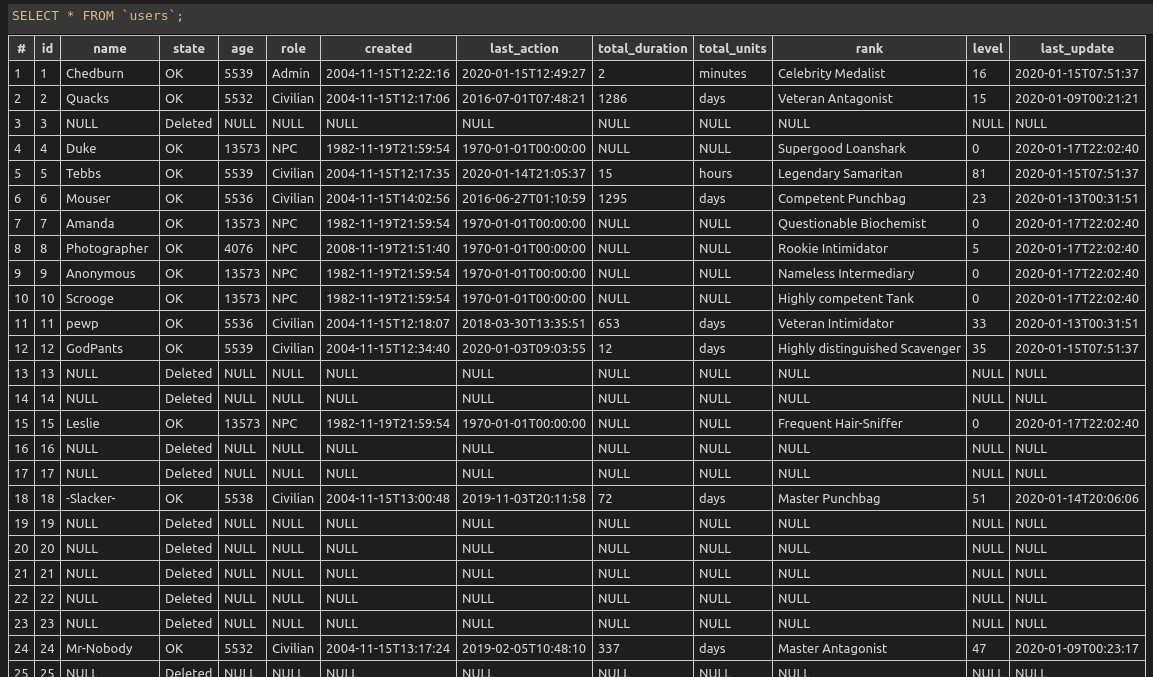 SELECT * FROM `users`;
# id name state age role created last_action total_duration total_units rank level last_update
1 1 Chedburn OK 5539 Admin 2004-11-15T12:22:16 2020-01-15T12:49:27 2 minutes Celebrity Medalist 16 2020-01-15T07:51:37
2 2 Quacks OK 5532 Civilian 2004-11-15T12:17:06 2016-07-01T07:48:21 1286 days Veteran Antagonist 15 2020-01-09T00:21:21
3 3 NULL Deleted NULL NULL NULL NULL NULL NULL NULL NULL NULL
4 4 Duke OK 13573 NPC 1982-11-19T21:59:54 1970-01-01T00:00:00 NULL NULL Supergood Loanshark 0 2020-01-17T22:02:40
5 5 Tebbs OK 5539 Civilian 2004-11-15T12:17:35 2020-01-14T21:05:37 15 hours Legendary Samaritan 81 2020-01-15T07:51:37
6 6 Mouser OK 5536 Civilian 2004-11-15T14:02:56 2016-06-27T01:10:59 1295 days Competent Punchbag 23 2020-01-13T00:31:51
7 7 Amanda OK 13573 NPC 1982-11-19T21:59:54 1970-01-01T00:00:00 NULL NULL Questionable Biochemist 0 2020-01-17T22:02:40
8 8 Photographer OK 4076 NPC 2008-11-19T21:51:40 1970-01-01T00:00:00 NULL NULL Rookie Intimidator 5 2020-01-17T22:02:40
9 9 Anonymous OK 13573 NPC 1982-11-19T21:59:54 1970-01-01T00:00:00 NULL NULL Nameless Intermediary 0 2020-01-17T22:02:40
10 10 Scrooge OK 13573 NPC 1982-11-19T21:59:54 1970-01-01T00:00:00 NULL NULL Highly competent Tank 0 2020-01-17T22:02:40
11 11 pewp OK 5536 Civilian 2004-11-15T12:18:07 2018-03-30T13:35:51 653 days Veteran Intimidator 33 2020-01-13T00:31:51
12 12 GodPants OK 5539 Civilian 2004-11-15T12:34:40 2020-01-03T09:03:55 12 days Highly distinguished Scavenger 35 2020-01-15T07:51:37
13 13 NULL Deleted NULL NULL NULL NULL NULL NULL NULL NULL NULL
14 14 NULL Deleted NULL NULL NULL NULL NULL NULL NULL NULL NULL
15 15 Leslie OK 13573 NPC 1982-11-19T21:59:54 1970-01-01T00:00:00 NULL NULL Frequent Hair-Sniffer 0 2020-01-17T22:02:40
16 16 NULL Deleted NULL NULL NULL NULL NULL NULL NULL NULL NULL
17 17 NULL Deleted NULL NULL NULL NULL NULL NULL NULL NULL NULL
18 18 -Slacker- OK 5538 Civilian 2004-11-15T13:00:48 2019-11-03T20:11:58 72 days Master Punchbag 51 2020-01-14T20:06:06
19 19 NULL Deleted NULL NULL NULL NULL NULL NULL NULL NULL NULL
20 20 NULL Deleted NULL NULL NULL NULL NULL NULL NULL NULL NULL
21 21 NULL Deleted NULL NULL NULL NULL NULL NULL NULL NULL NULL
22 22 NULL Deleted NULL NULL NULL NULL NULL NULL NULL NULL NULL
23 23 NULL Deleted NULL NULL NULL NULL NULL NULL NULL NULL NULL
24 24 Mr-Nobody OK 5532 Civilian 2004-11-15T13:17:24 2019-02-05T10:48:10 337 days Master Antagonist 47 2020-01-09T00:23:17
25 25 NULL Deleted NULL NULL NULL NULL NULL NULL NULL NULL NULL